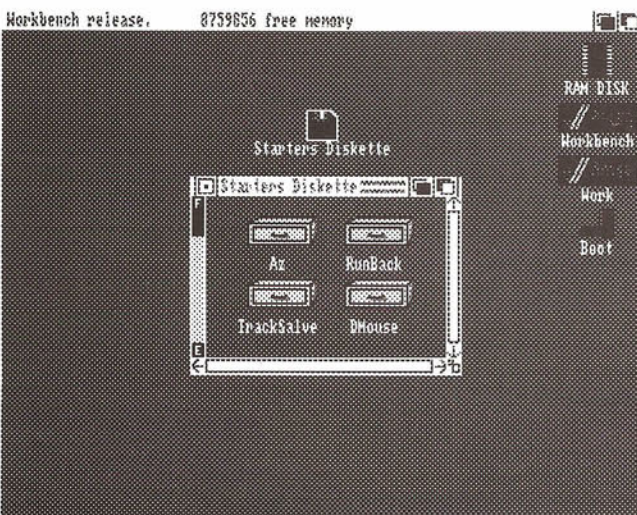 Workbench release.   8759856 free memory
RAM DISK
Starters Diskette
Workbench
Starters Diskette
Work
F
Az RunBack
Boot
TrackSalve DMouse
E